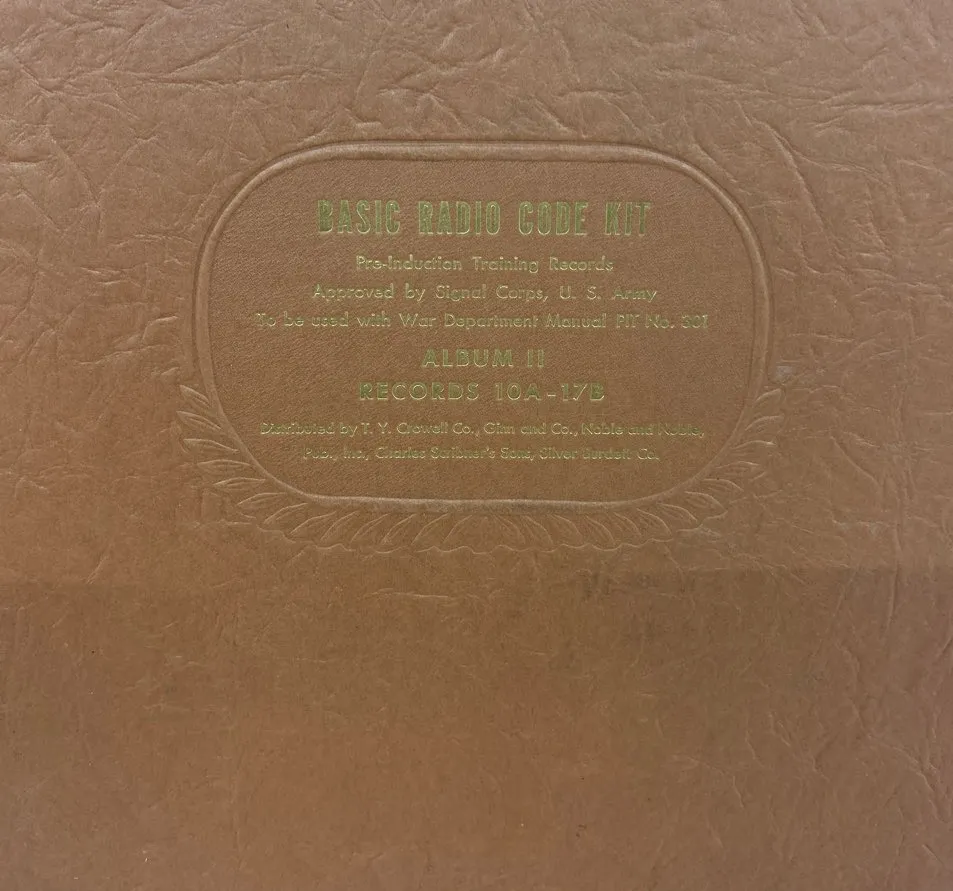 BASIC RADIO CODE KIT
Pre-Induction Training Records
Approved by Signal Corps, U. S. Army
To be used with War Department Manual PIT No. 301
ALBUM II
RECORDS 10A-17B
Distributed by T. Y. Crowell Co., Ginn and Co., Noble and Noble,
Pub., Inc., Charles Scribner's Sons, Silver Burdett Co.